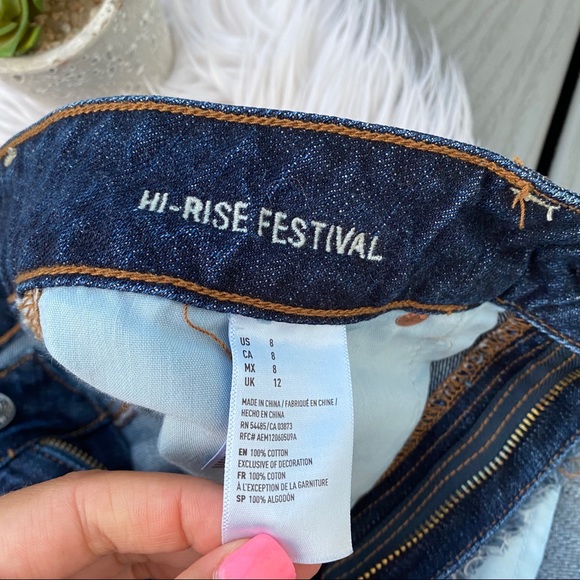 HI-RISE FESTIVAL
US 8
CA 8
MX 8
UK 12
MADE IN CHINA / FABRIQUÉ EN CHINE /
HECHO EN CHINA
RN 54485/CA 03873
RFC# AEM120605U9A
EN 100% COTTON
EXCLUSIVE OF DECORATION
FR 100% COTON
À L'EXCEPTION DE LA GARNITURE
SP 100% ALGODÓN